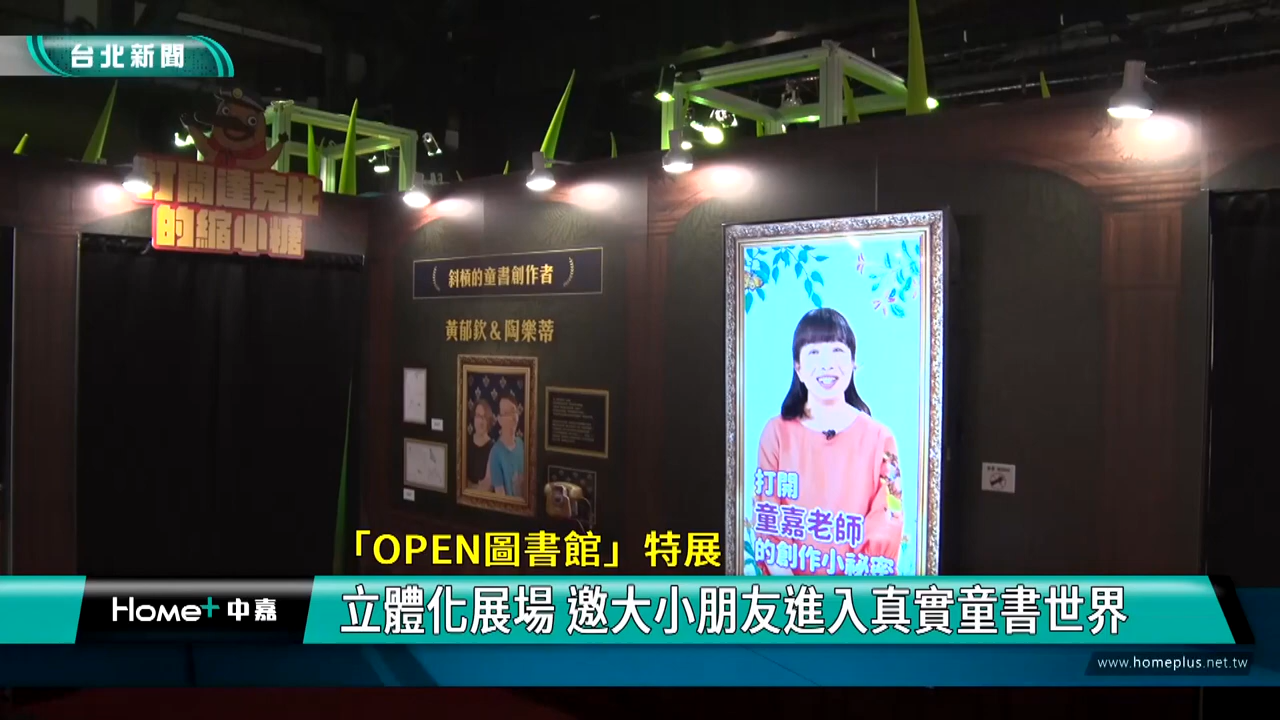 台北新聞
打開達克比
的縮小糖
斜槓的童書創作者
黃郁欽&陶樂蒂
打開
童嘉老師
的創作小祕密
「OPEN圖書館」特展
Home+中嘉
立體化展場 邀大小朋友進入真實童書世界
www.homeplus.net.tw